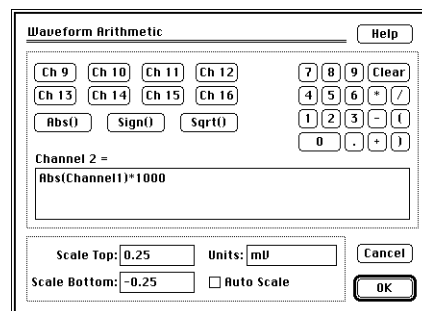 Waveform Arithmetic
Help
Ch 9 Ch 10 Ch 11 Ch 12 7 8 9 Clear
Ch 13 Ch 14 Ch 15 Ch 16 4 5 6 * /
Abs() Sign() Sqrt() 1 2 3 - (
0 . + )
Channel 2 =
Abs(Channel1)*1000
Scale Top: 0.25 Units: mV Cancel
Scale Bottom: -0.25 Auto Scale OK